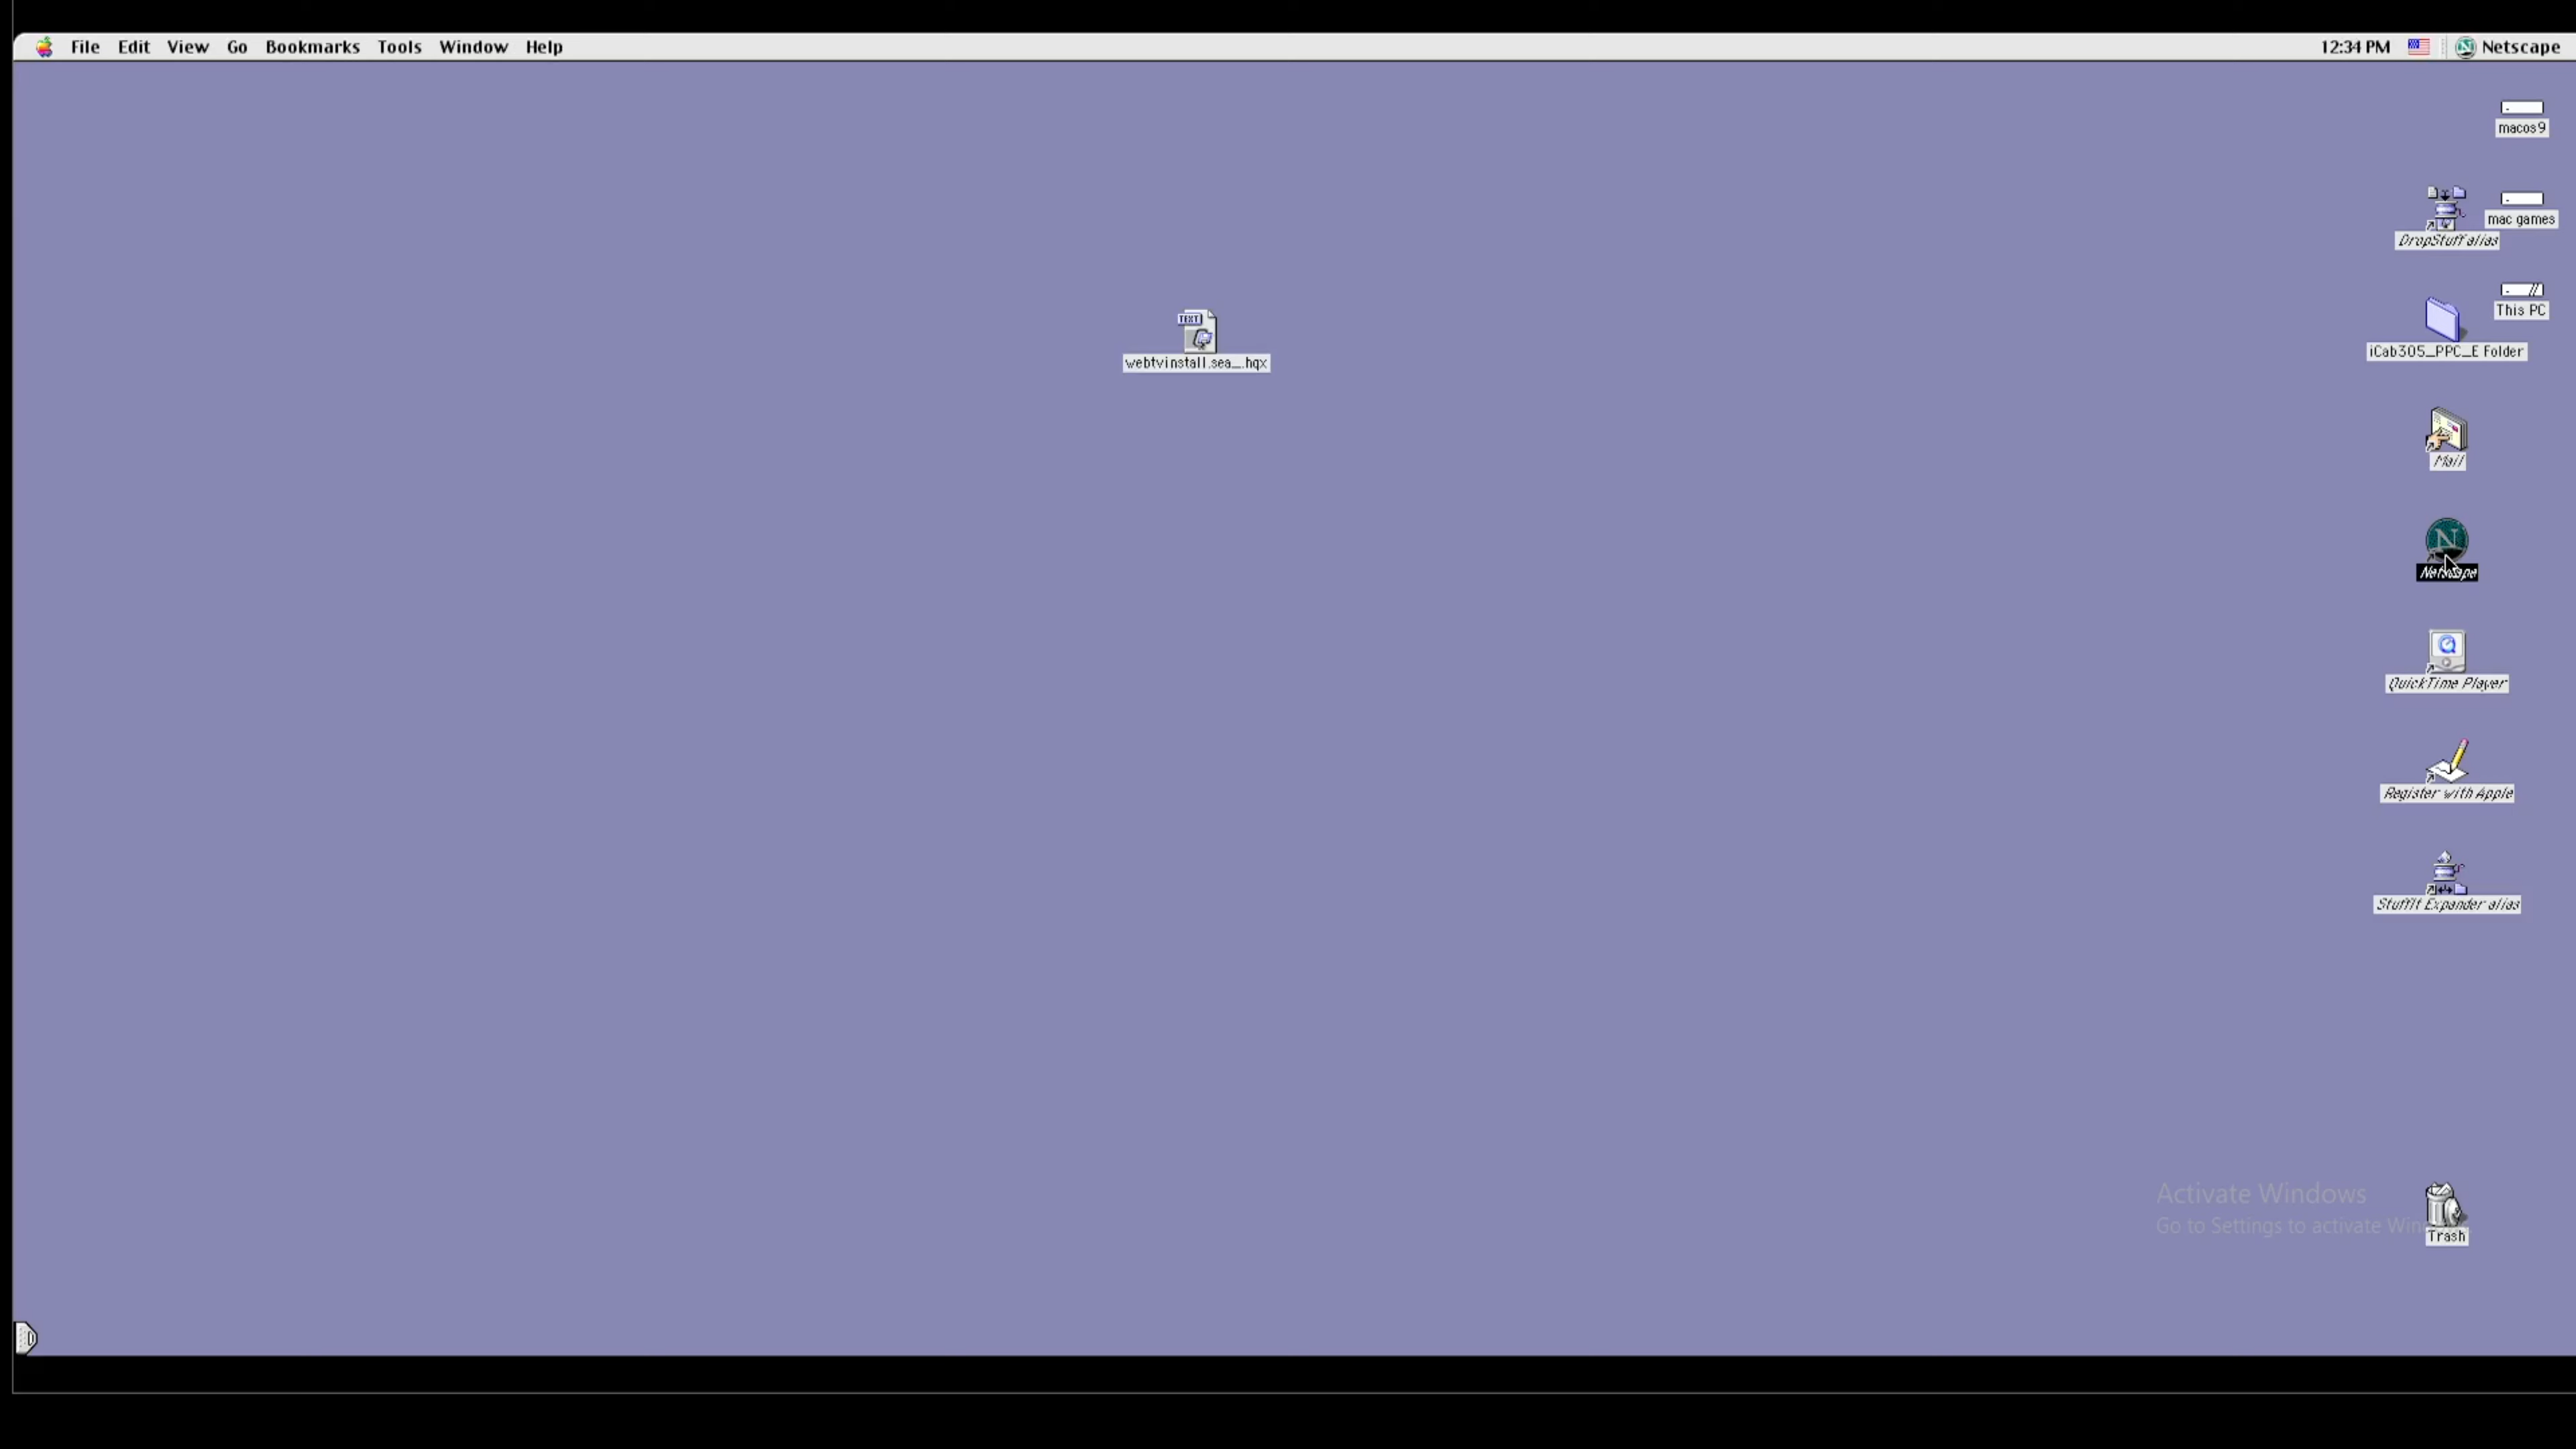 File Edit View Go Bookmarks Tools Window Help
12:34 PM Netscape
macos9
mac games
DropStuff alias
This PC
iCab305_PPC_E Folder
TEXT
webtvinstall.sea_.hqx
Mail
N
Netscape
QuickTime Player
Register with Apple
StuffIt Expander alias
Activate Windows
Go to Settings to activate Win
Trash